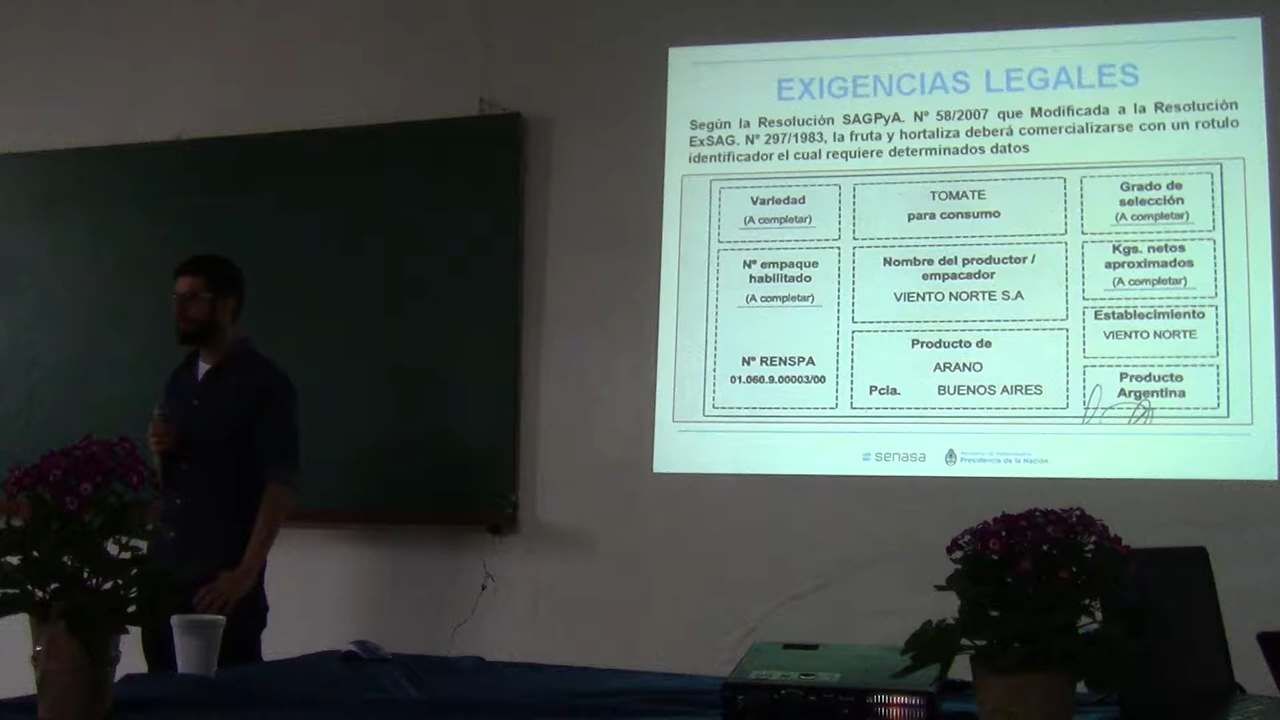 EXIGENCIAS LEGALES
Según la Resolución SAGPyA. Nº 58/2007 que Modificada a la Resolución
ExSAG. Nº 297/1983, la fruta y hortaliza deberá comercializarse con un rotulo
identificador el cual requiere determinados datos
Variedad
(A completar)
TOMATE
para consumo
Grado de
selección
(A completar)
Nº empaque
habilitado
(A completar)
Nombre del productor /
empacador
VIENTO NORTE S.A
Kgs. netos
aproximados
(A completar)
Establecimiento
VIENTO NORTE
Nº RENSPA
01.060.9.00003/00
Producto de
ARANO
Pcia. BUENOS AIRES
Producto
Argentina
senasa
Presidencia de la Nación